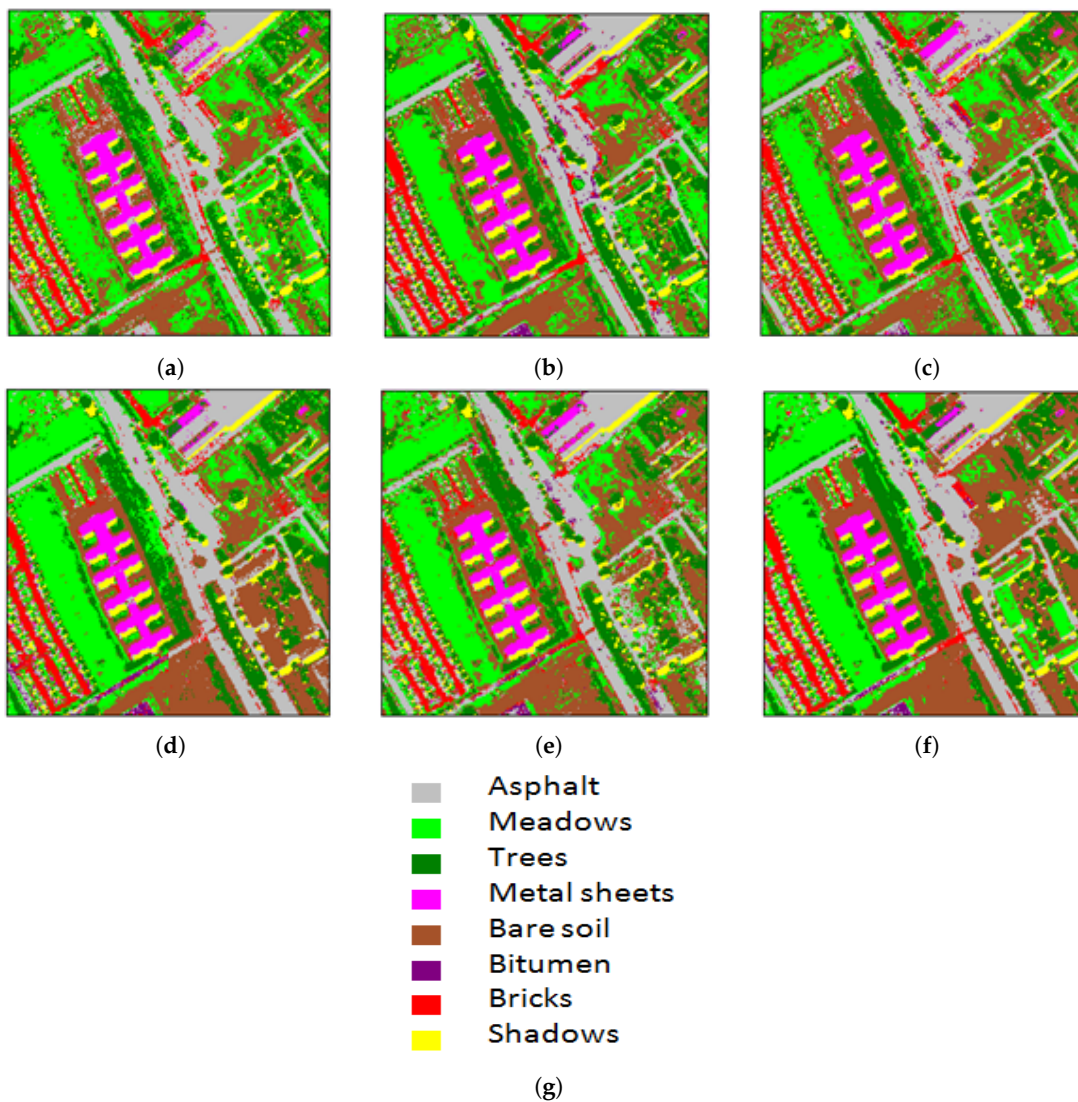 (a)
(b)
(c)
(d)
(e)
(f)
Asphalt
Meadows
Trees
Metal sheets
Bare soil
Bitumen
Bricks
Shadows
(g)